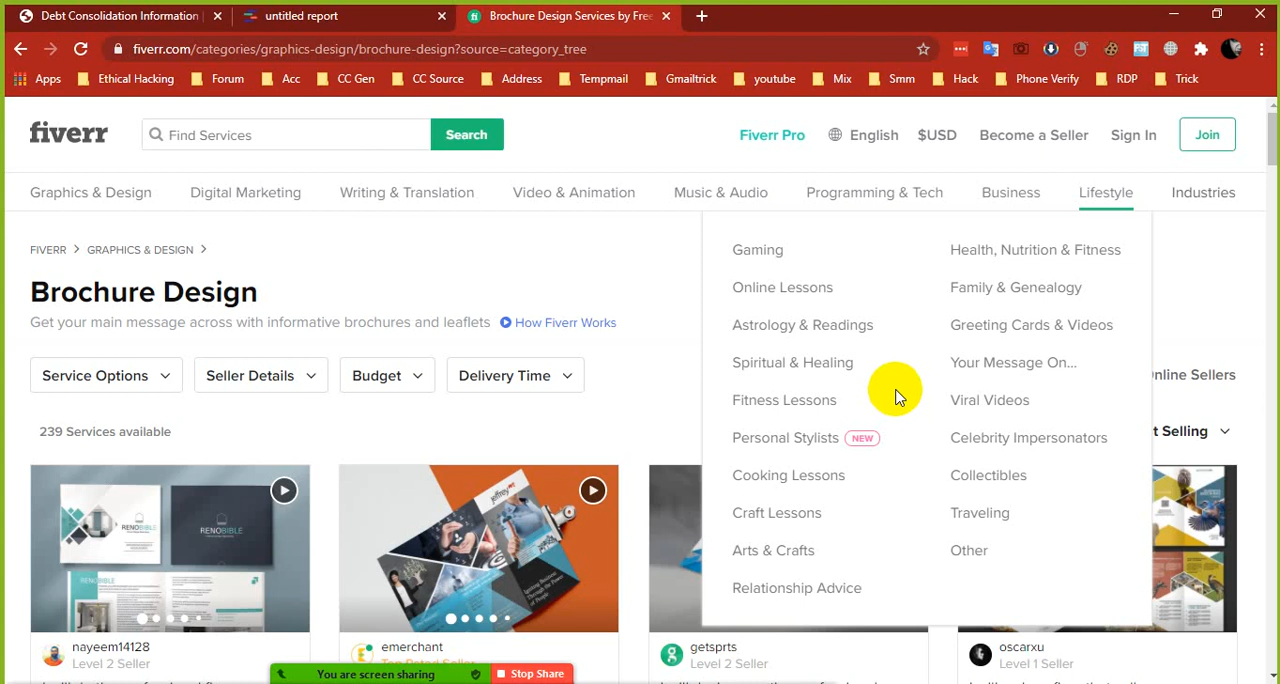 Debt Consolidation Information
untitled report
Brochure Design Services by Free
fiverr.com/categories/graphics-design/brochure-design?source=category_tree
Apps Ethical Hacking Forum Acc CC Gen CC Source Address Tempmail Gmailtrick youtube Mix Smm Hack Phone Verify RDP Trick
fiverr Find Services Search Fiverr Pro English $USD Become a Seller Sign In Join
Graphics & Design Digital Marketing Writing & Translation Video & Animation Music & Audio Programming & Tech Business Lifestyle Industries
FIVERR > GRAPHICS & DESIGN >
Brochure Design
Get your main message across with informative brochures and leaflets How Fiverr Works
Service Options Seller Details Budget Delivery Time
239 Services available
Gaming
Online Lessons
Astrology & Readings
Spiritual & Healing
Fitness Lessons
Personal Stylists NEW
Cooking Lessons
Craft Lessons
Arts & Crafts
Relationship Advice
Health, Nutrition & Fitness
Family & Genealogy
Greeting Cards & Videos
Your Message On...
Viral Videos
Celebrity Impersonators
Collectibles
Traveling
Other
nline Sellers
t Selling
RENOBIBLE
RENOBIBLE
RENOBIBLE
jeffreyot
nayeem14128
Level 2 Seller
emerchant
Top Rated Seller
getsprts
Level 2 Seller
oscarxu
Level 1 Seller
You are screen sharing Stop Share